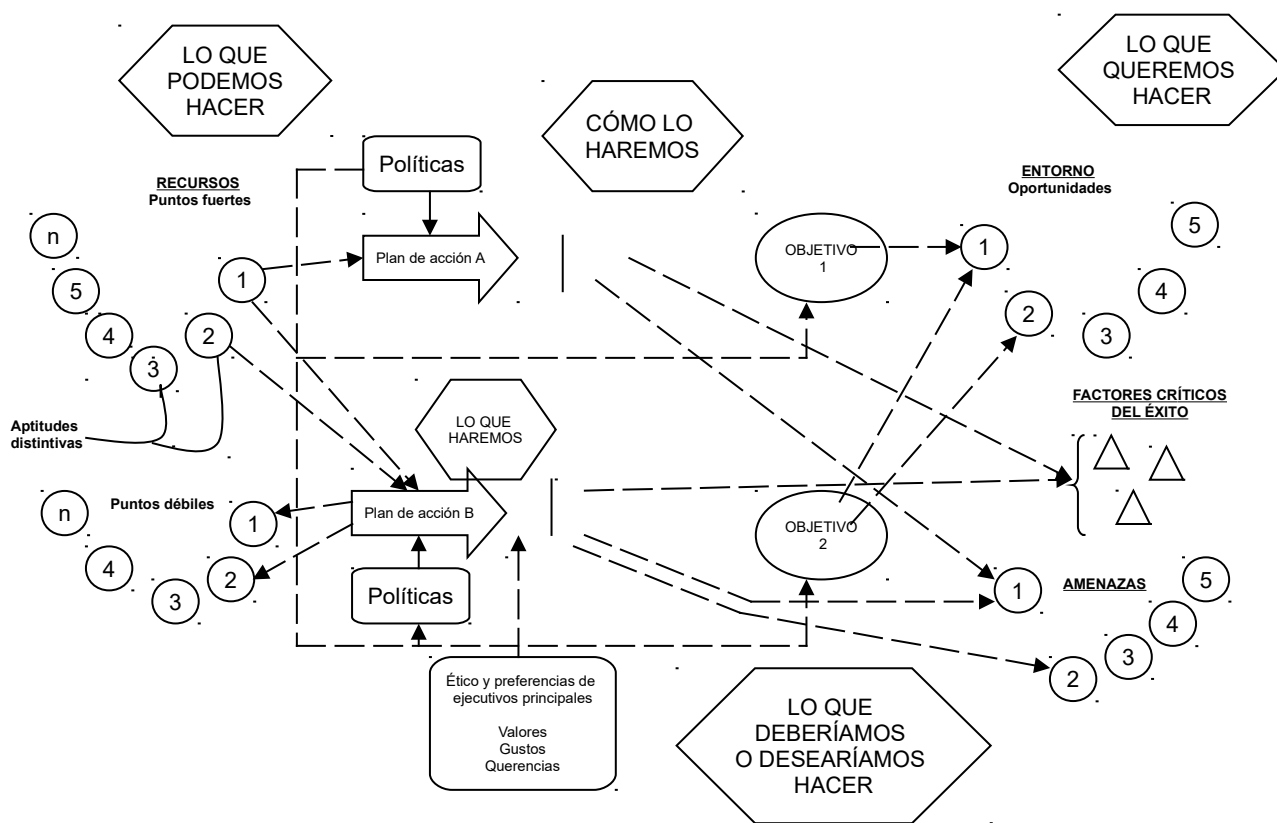 LO QUE
PODEMOS
HACER
CÓMO LO
HAREMOS
LO QUE
QUEREMOS
HACER
Políticas
RECURSOS
Puntos fuertes
ENTORNO
Oportunidades
n
5
4
3
2
1
Plan de acción A
OBJETIVO
1
1
2
3
4
5
Aptitudes
distintivas
LO QUE
HAREMOS
FACTORES CRÍTICOS
DEL ÉXITO
Puntos débiles
n
4
3
2
1
Plan de acción B
OBJETIVO
2
Políticas
AMENAZAS
1
2
3
4
5
Ético y preferencias de
ejecutivos principales
Valores
Gustos
Querencias
LO QUE
DEBERÍAMOS
O DESEARÍAMOS
HACER